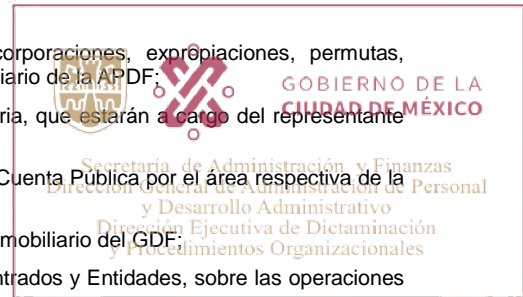 corporaciones, expropiaciones, permutas,
iario de la APDF;
GOBIERNO DE LA
CIUDAD DE MÉXICO
ria, que estarán a cargo del representante
Secretaría de Administración y Finanzas
Cuenta Pública por el área respectiva de la
Dirección General de Administración de Personal
y Desarrollo Administrativo
Dirección Ejecutiva de Dictaminación
mobiliario del GDF;
y Procedimientos Organizacionales
ntrados y Entidades, sobre las operaciones